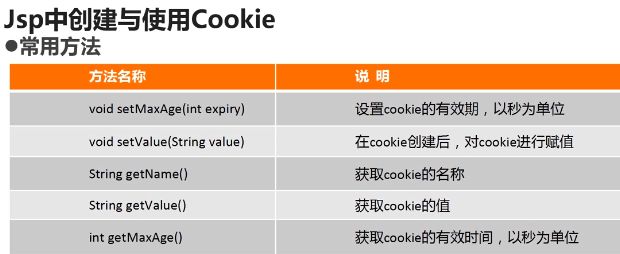 Jsp中创建与使用Cookie
●常用方法
方法名称 说 明
void setMaxAge(int expiry) 设置cookie的有效期，以秒为单位
void setValue(String value) 在cookie创建后，对cookie进行赋值
String getName() 获取cookie的名称
String getValue() 获取cookie的值
int getMaxAge() 获取cookie的有效时间，以秒为单位